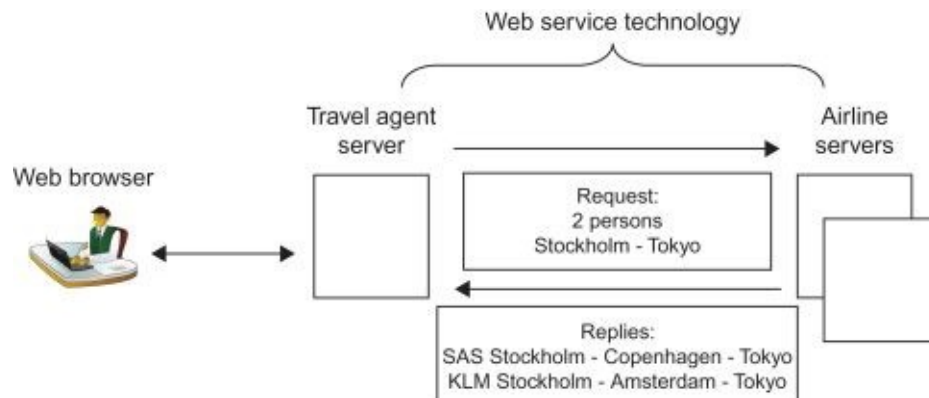 Web service technology
Travel agent
server
Airline
servers
Web browser
Request:
2 persons
Stockholm - Tokyo
Replies:
SAS Stockholm - Copenhagen - Tokyo
KLM Stockholm - Amsterdam - Tokyo